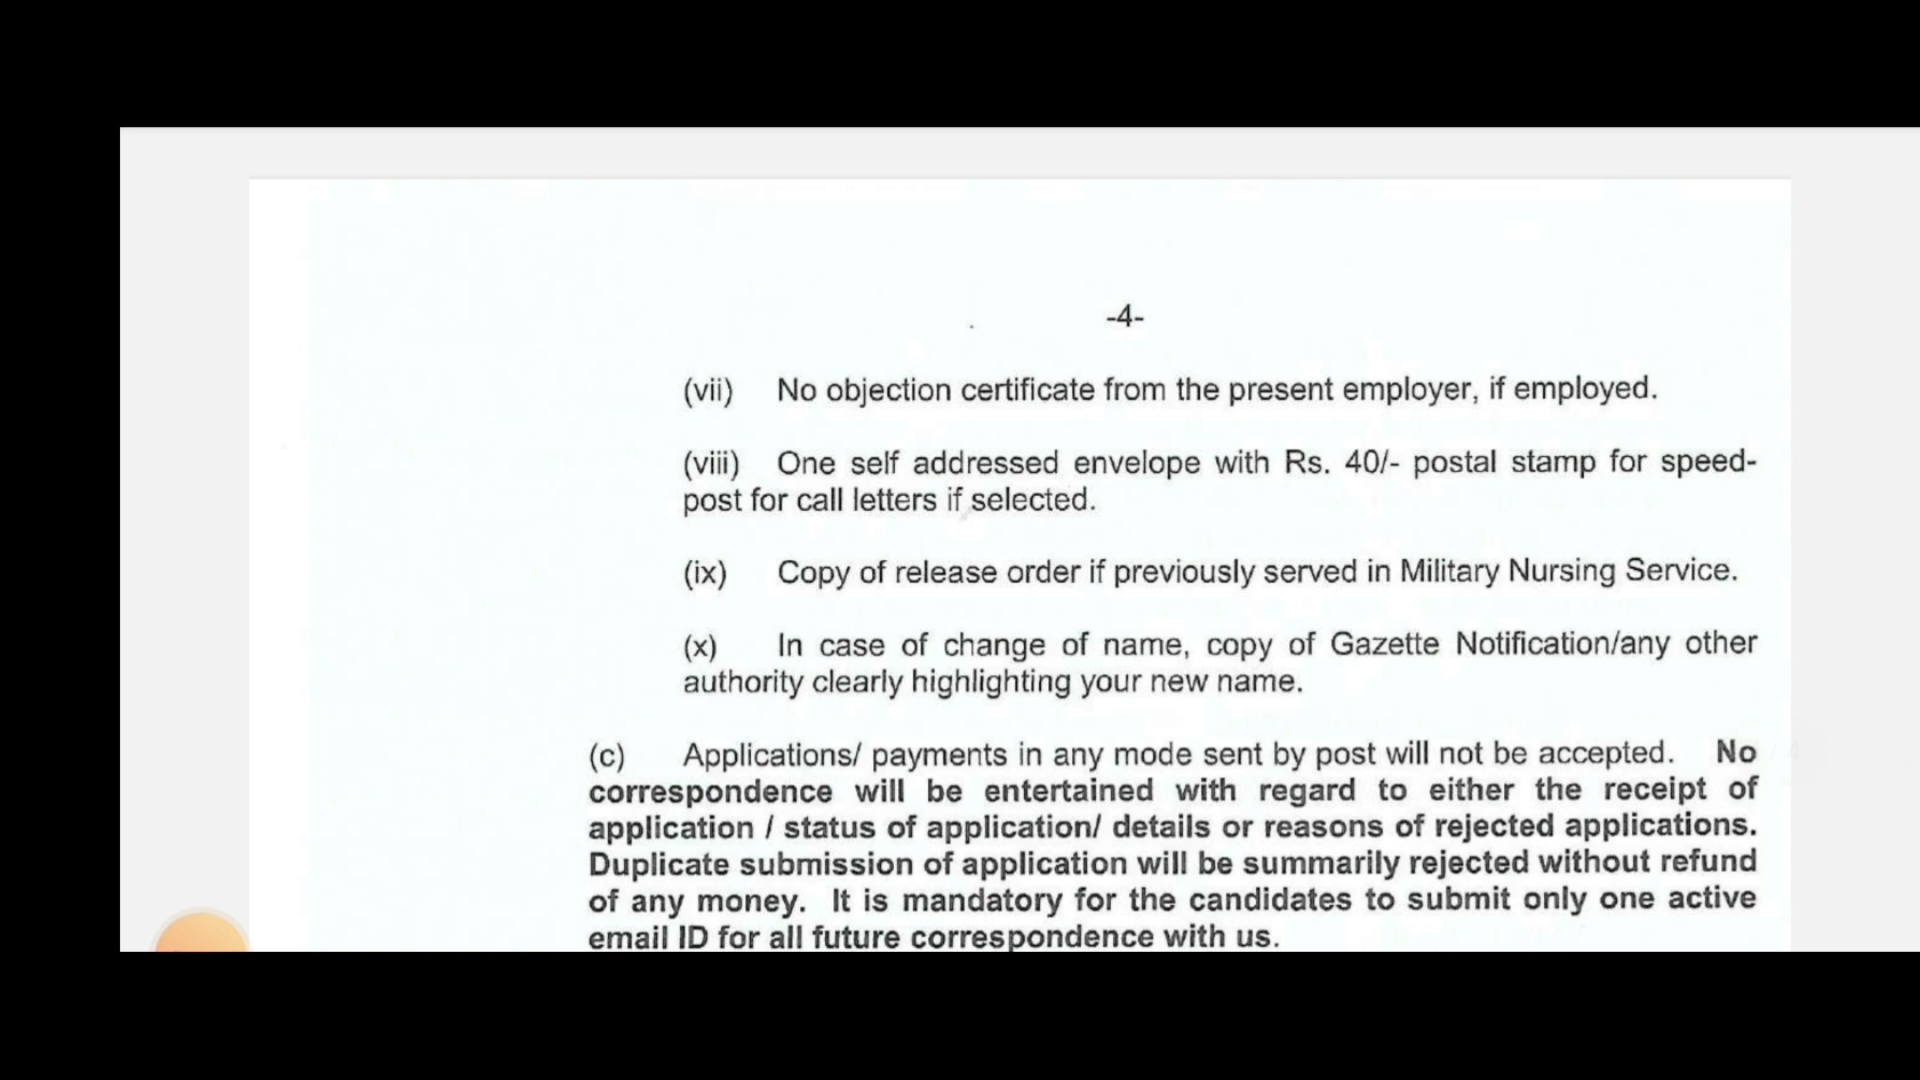 -4-
(vii) No objection certificate from the present employer, if employed.
(viii) One self addressed envelope with Rs. 40/- postal stamp for speed-
post for call letters if selected.
(ix) Copy of release order if previously served in Military Nursing Service.
(x) In case of change of name, copy of Gazette Notification/any other
authority clearly highlighting your new name.
(c) Applications/ payments in any mode sent by post will not be accepted. No
correspondence will be entertained with regard to either the receipt of
application / status of application/ details or reasons of rejected applications.
Duplicate submission of application will be summarily rejected without refund
of any money. It is mandatory for the candidates to submit only one active
email ID for all future correspondence with us.